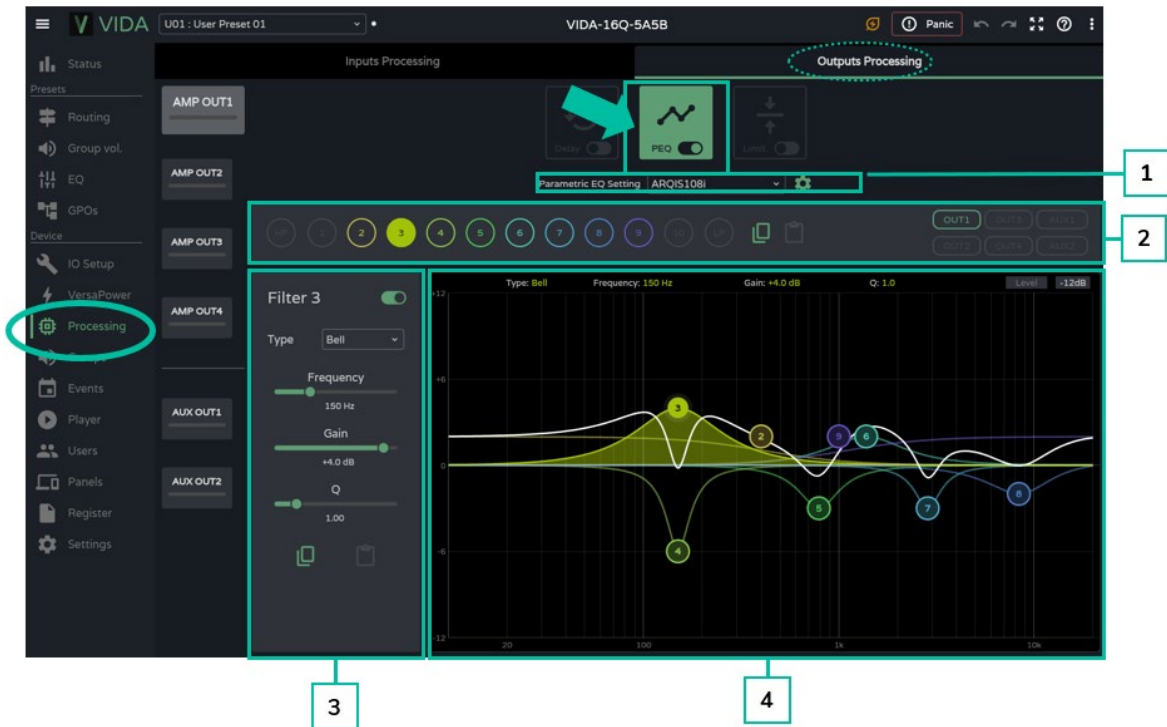 VIDA
U01 : User Preset 01
VIDA-16Q-5A5B
Panic
Status
Presets
Routing
Group vol.
EQ
GPOs
Device
IO Setup
VersaPower
Processing
Events
Player
Users
Panels
Register
Settings
Inputs Processing
Outputs Processing
AMP OUT1
AMP OUT2
AMP OUT3
AMP OUT4
AUX OUT1
AUX OUT2
Delay
PEQ
Limit.
Parametric EQ Setting
ARQIS108i
1
HP
1
2
3
4
5
6
7
8
9
10
LP
OUT1
OUT3
AUX1
OUT2
OUT4
AUX2
2
Filter 3
Type
Bell
Frequency
150 Hz
Gain
+4.0 dB
Q
1.00
3
Type: Bell
Frequency: 150 Hz
Gain: +4.0 dB
Q: 1.0
Level
-12dB
+12
+6
0
-6
-12
3
2
9
6
5
7
8
4
20
100
1k
10k
4